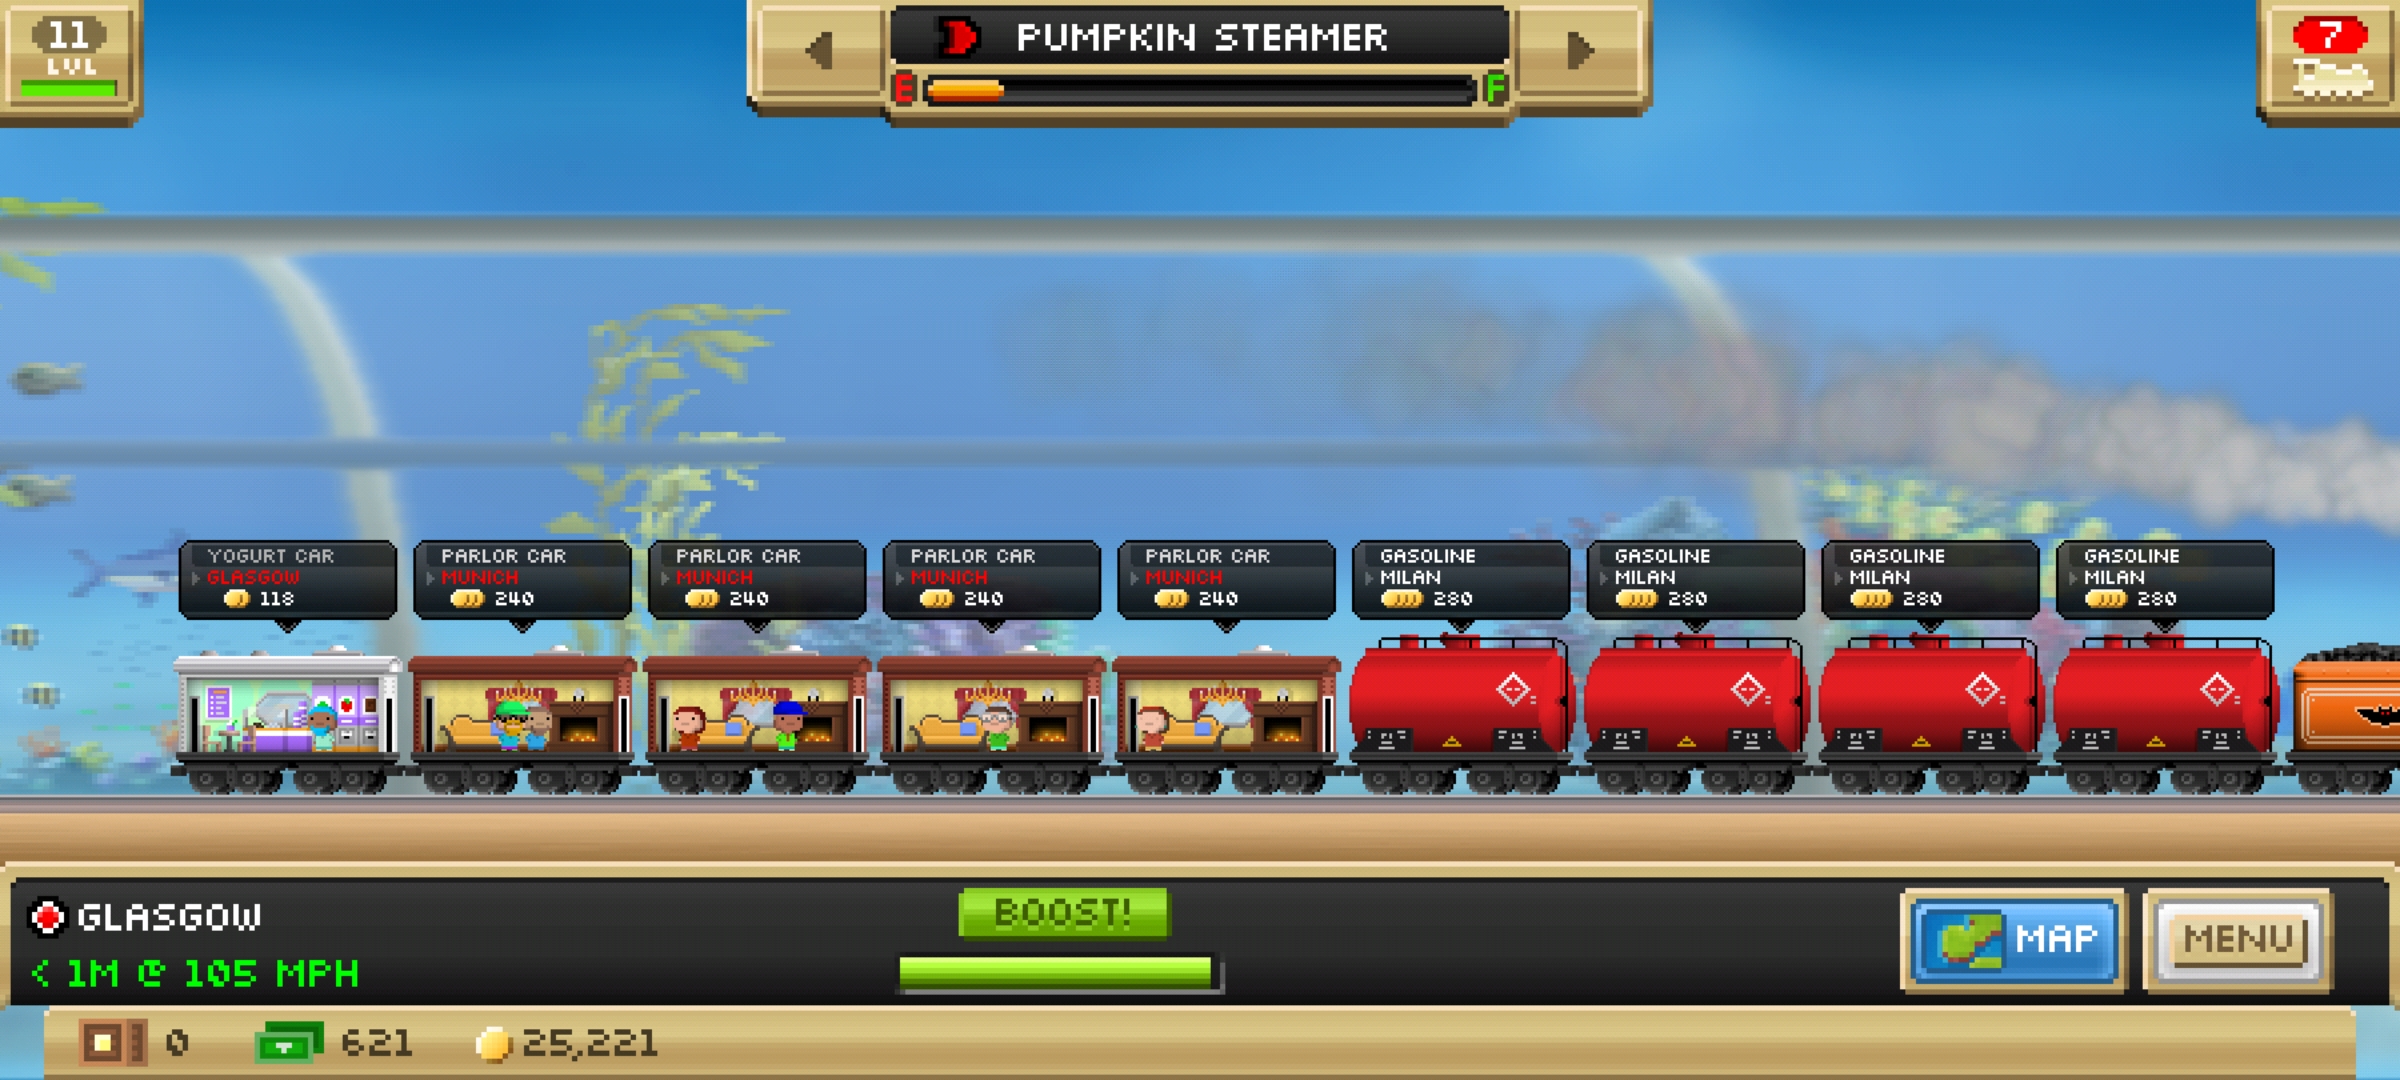 11
LVL
PUMPKIN STEAMER
E F
7
YOGURT CAR
GLASGOW
118
PARLOR CAR
MUNICH
240
PARLOR CAR
MUNICH
240
PARLOR CAR
MUNICH
240
PARLOR CAR
MUNICH
240
GASOLINE
MILAN
280
GASOLINE
MILAN
280
GASOLINE
MILAN
280
GASOLINE
MILAN
280
GLASGOW
< 1M @ 105 MPH
BOOST!
MAP
MENU
0 621 25,221